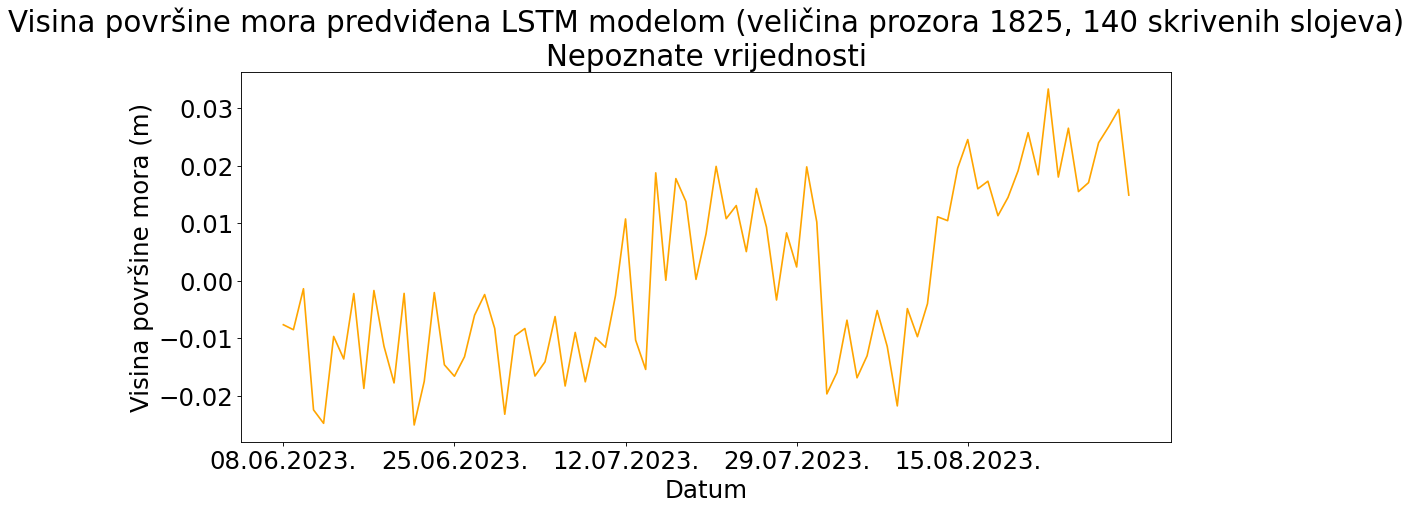 Visina površine mora predviđena LSTM modelom (veličina prozora 1825, 140 skrivenih slojeva)
Nepoznate vrijednosti
Visina površine mora (m)
0.03
0.02
0.01
0.00
−0.01
−0.02
08.06.2023. 25.06.2023. 12.07.2023. 29.07.2023. 15.08.2023.
Datum